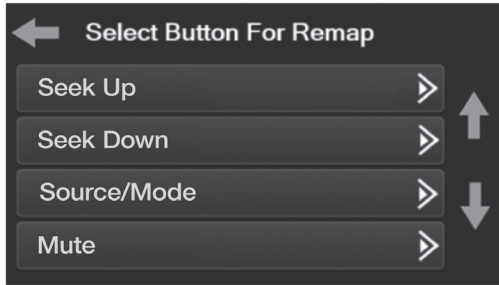 Select Button For Remap
Seek Up
Seek Down
Source/Mode
Mute